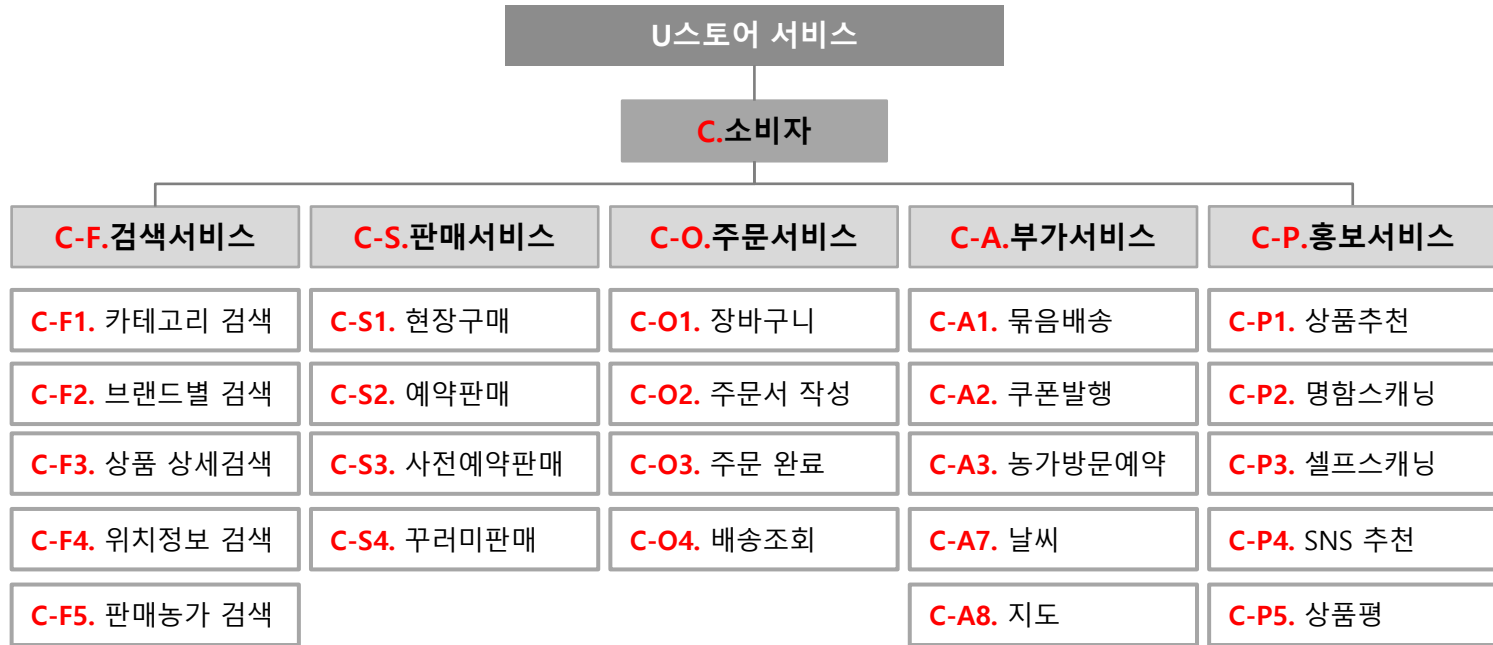 U스토어 서비스
C.소비자
C-F.검색서비스
C-S.판매서비스
C-O.주문서비스
C-A.부가서비스
C-P.홍보서비스
C-F1. 카테고리 검색
C-S1. 현장구매
C-O1. 장바구니
C-A1. 묶음배송
C-P1. 상품추천
C-F2. 브랜드별 검색
C-S2. 예약판매
C-O2. 주문서 작성
C-A2. 쿠폰발행
C-P2. 명함스캐닝
C-F3. 상품 상세검색
C-S3. 사전예약판매
C-O3. 주문 완료
C-A3. 농가방문예약
C-P3. 셀프스캐닝
C-F4. 위치정보 검색
C-S4. 꾸러미판매
C-O4. 배송조회
C-A7. 날씨
C-P4. SNS 추천
C-F5. 판매농가 검색
C-A8. 지도
C-P5. 상품평